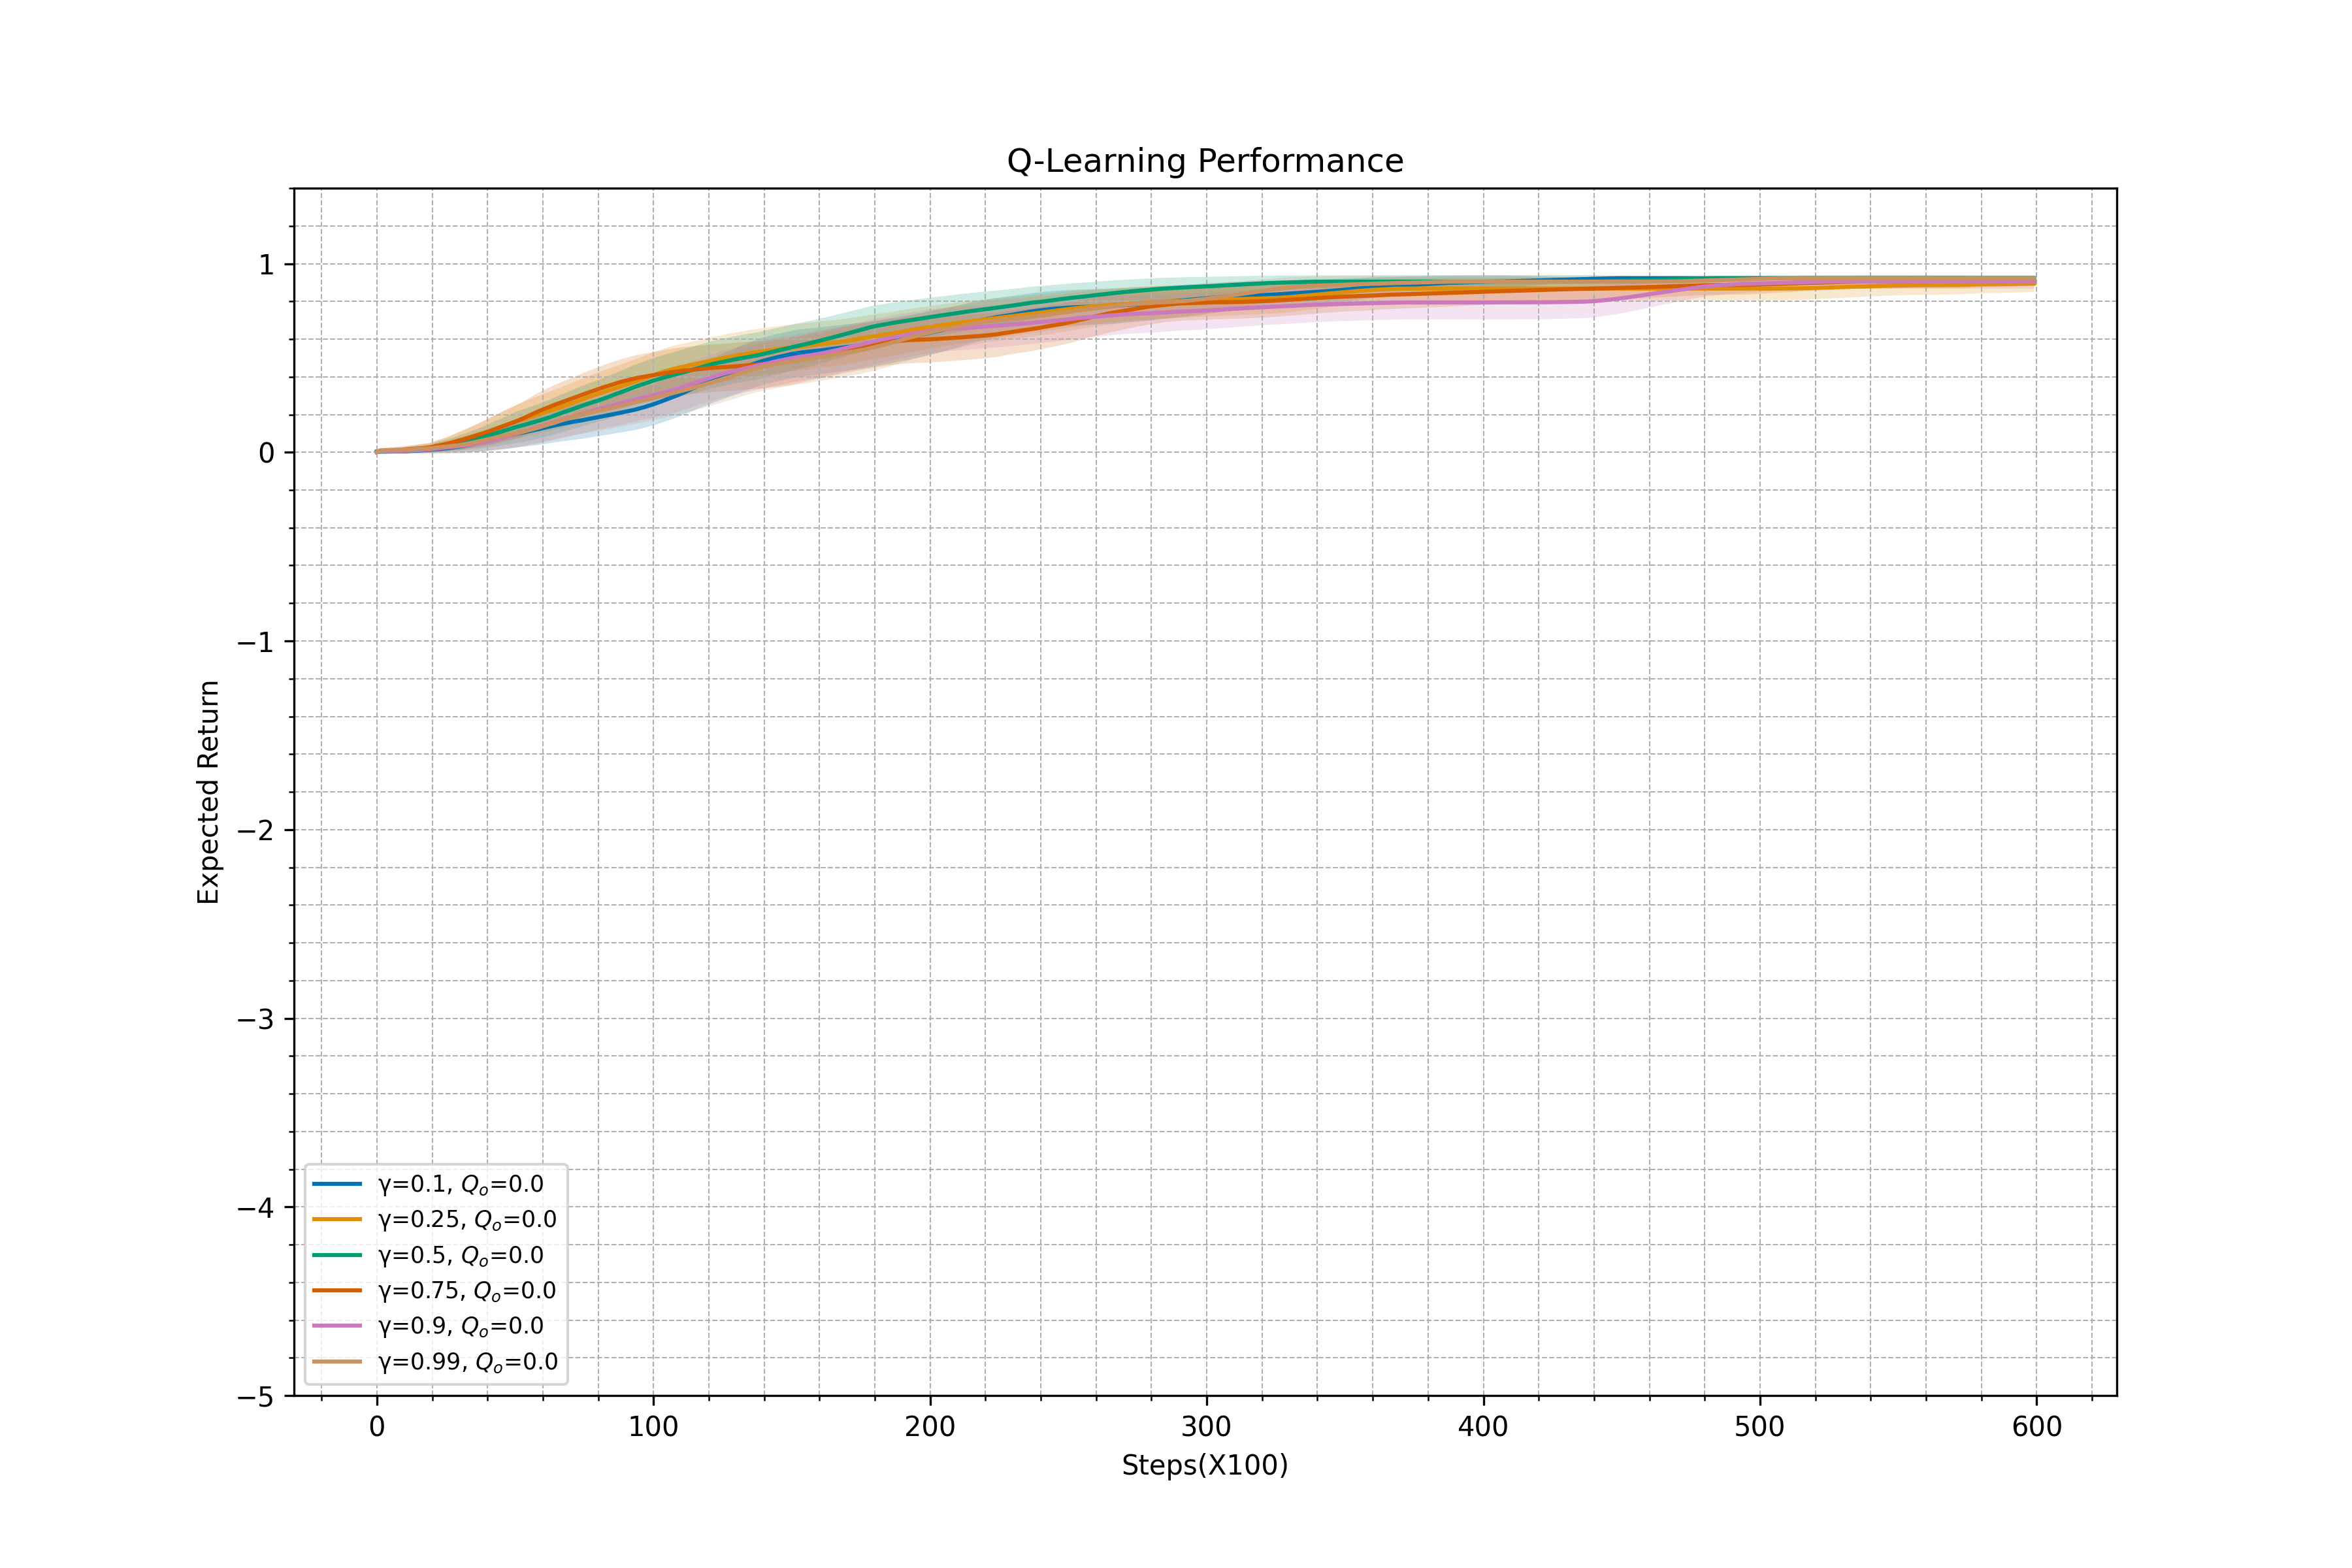 Q-Learning Performance
Expected Return
1
0
−1
−2
−3
−4
−5
γ=0.1, Qₒ=0.0
γ=0.25, Qₒ=0.0
γ=0.5, Qₒ=0.0
γ=0.75, Qₒ=0.0
γ=0.9, Qₒ=0.0
γ=0.99, Qₒ=0.0
0 100 200 300 400 500 600
Steps(X100)